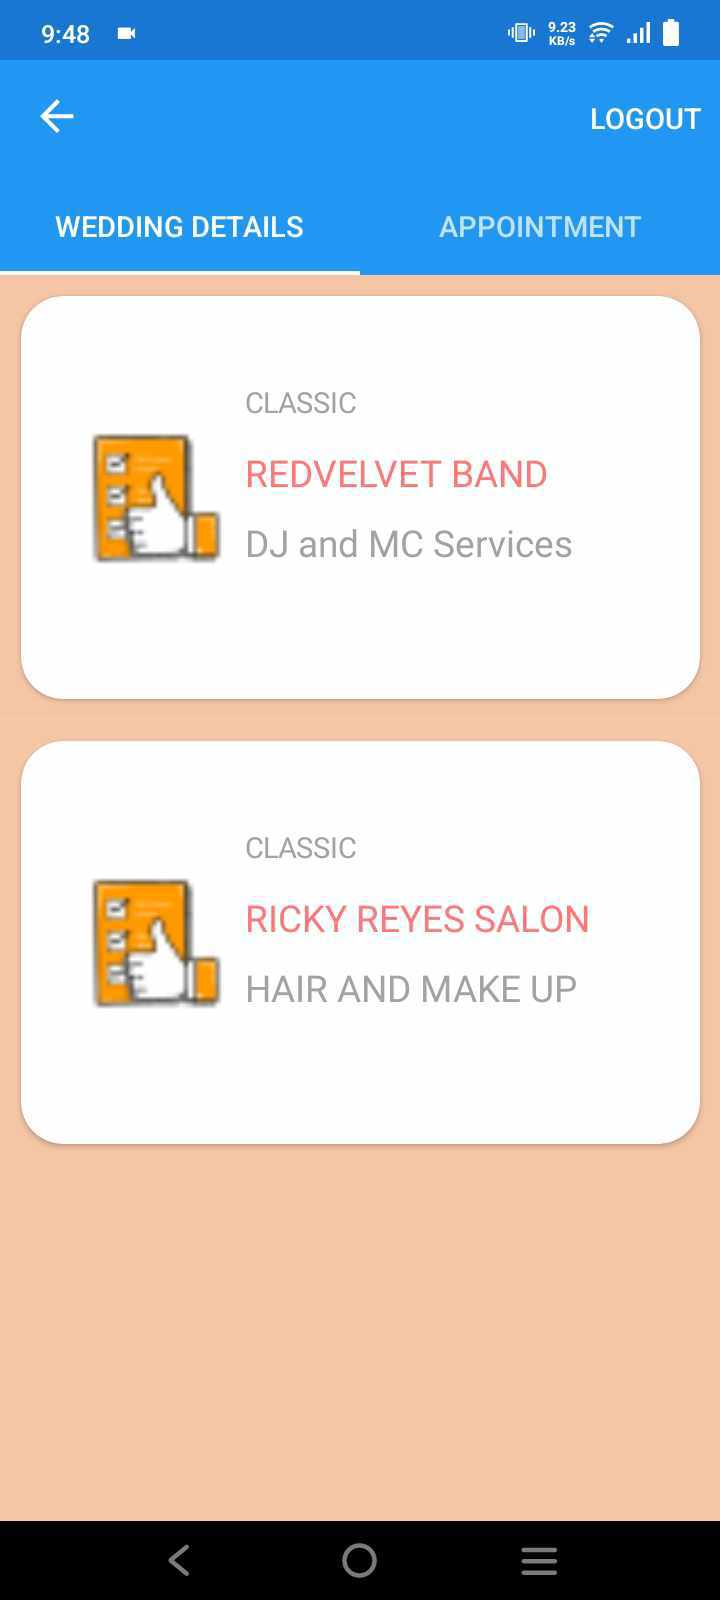 9:48
9.23
KB/s
LOGOUT
WEDDING DETAILS
APPOINTMENT
CLASSIC
REDVELVET BAND
DJ and MC Services
CLASSIC
RICKY REYES SALON
HAIR AND MAKE UP